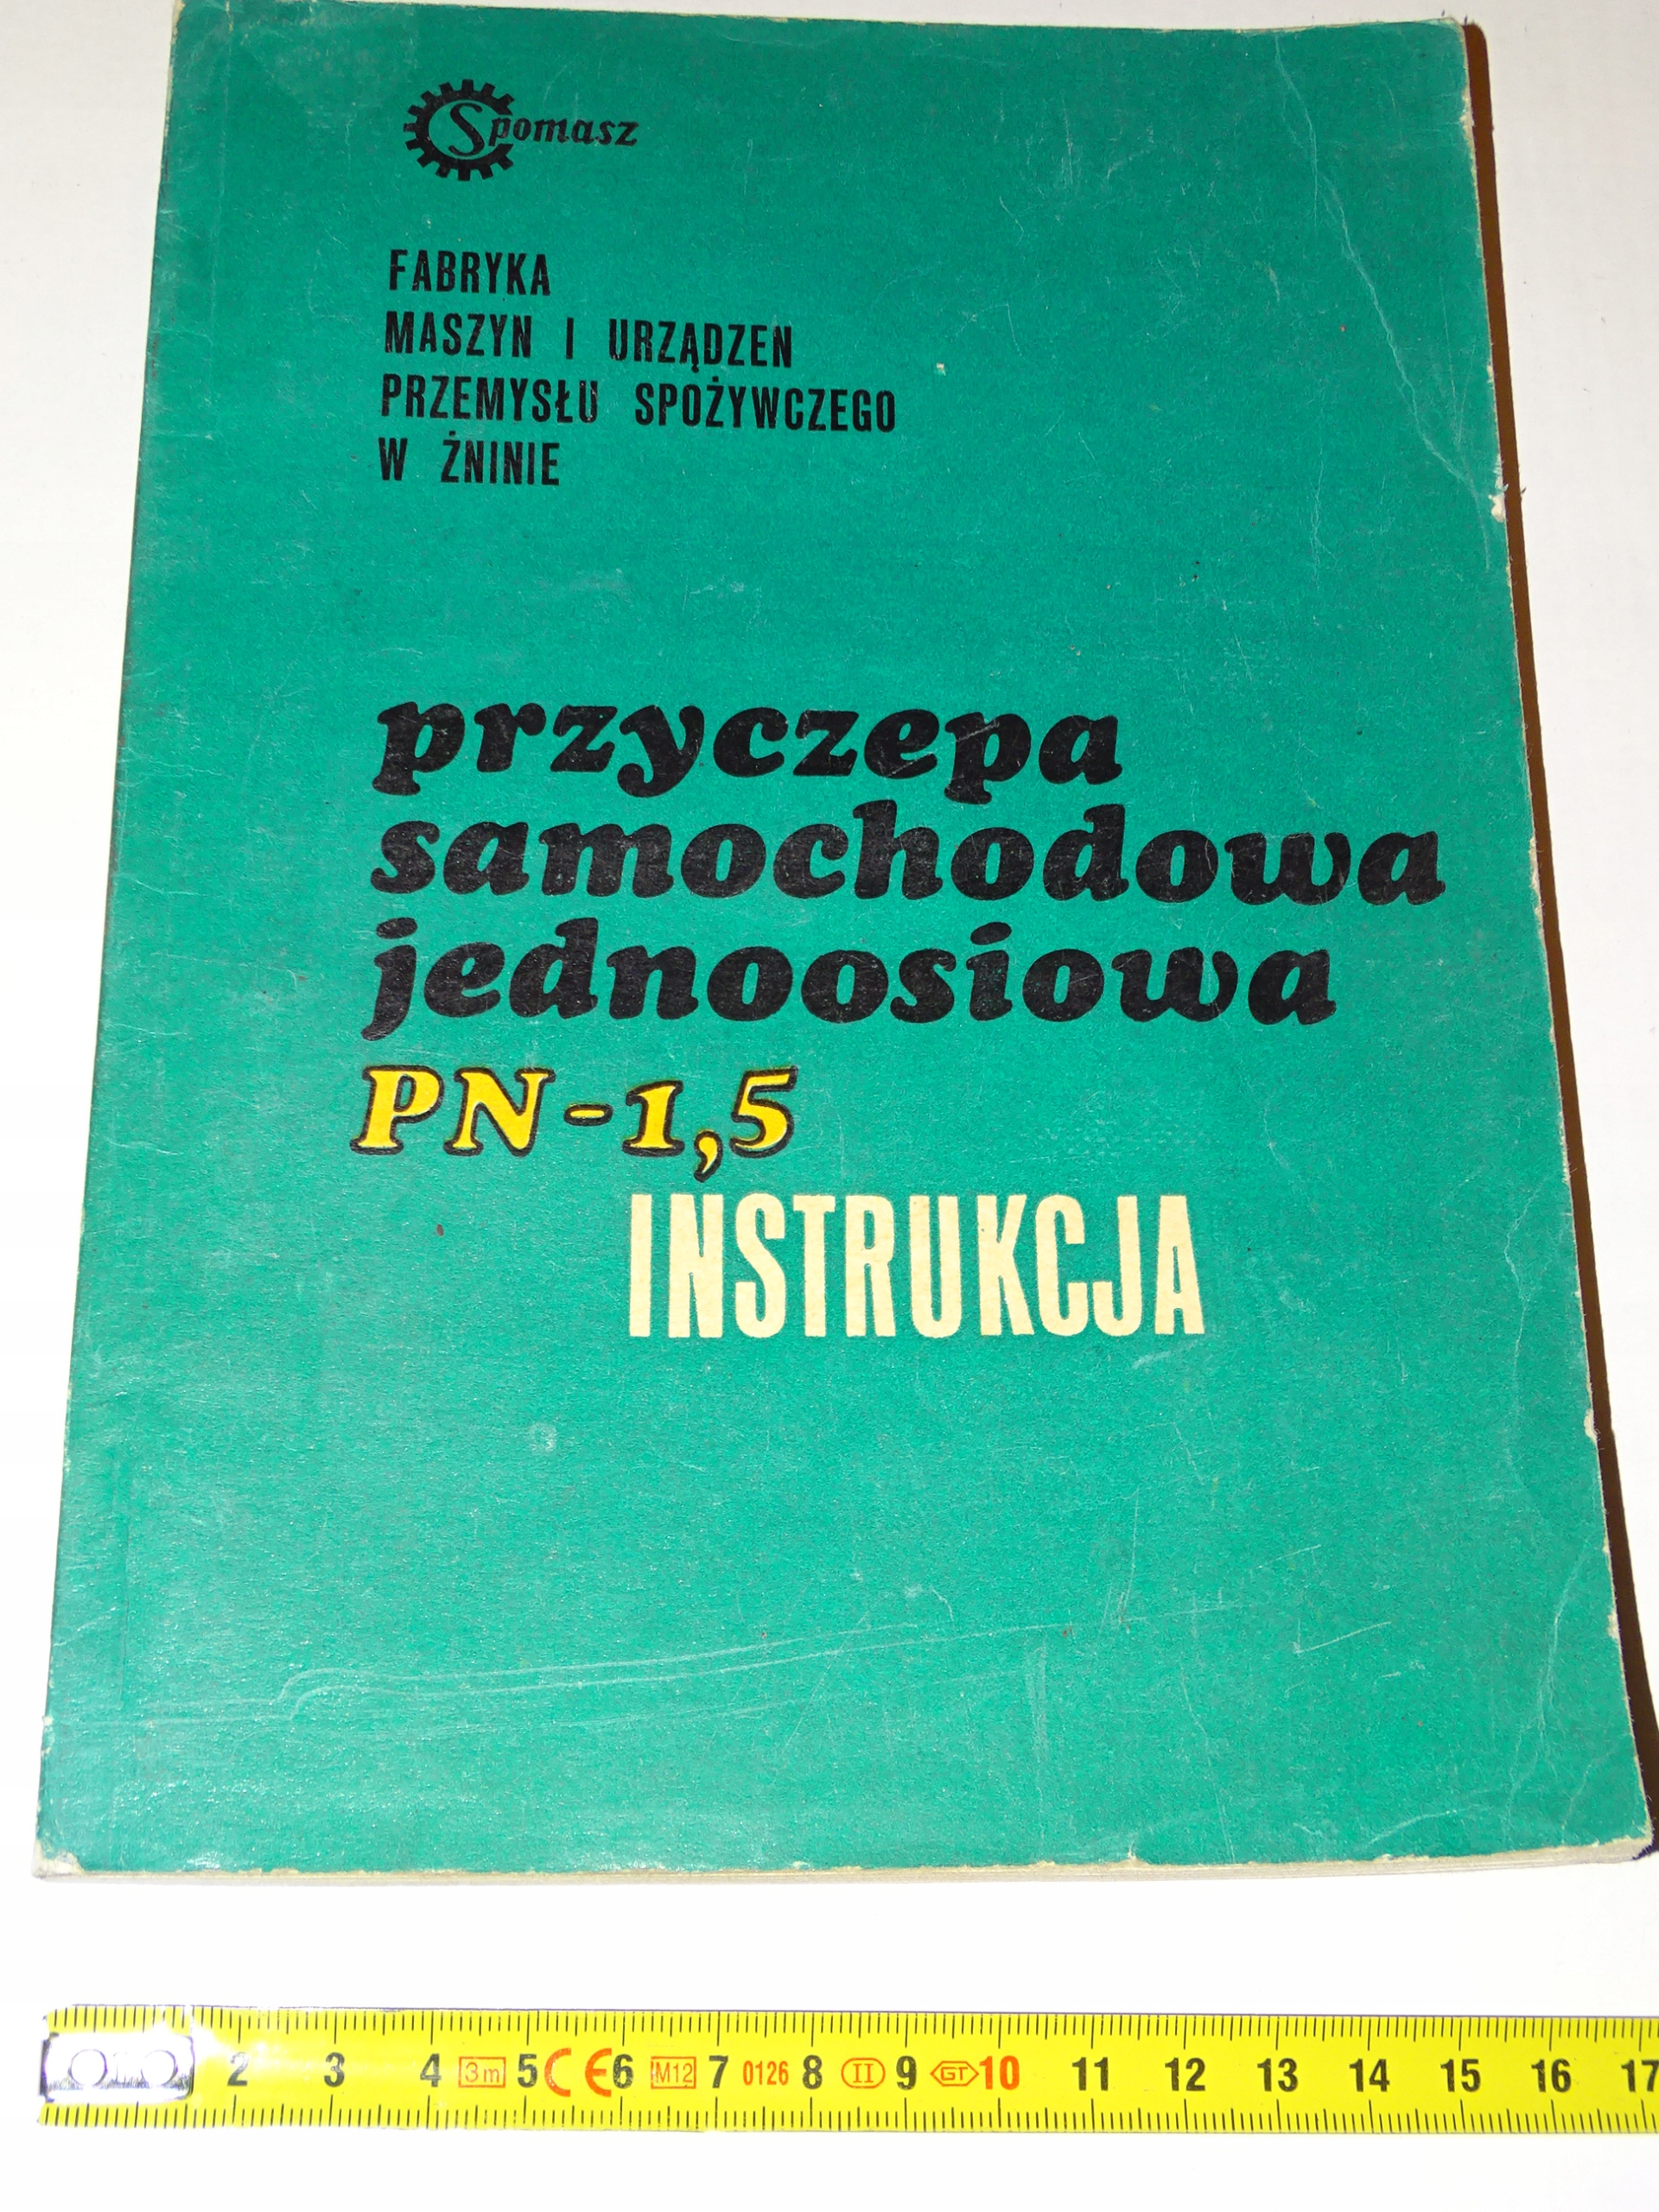 Spomasz
FABRYKA
MASZYN I URZĄDZEN
PRZEMYSŁU SPOŻYWCZEGO
W ŻNINIE
przyczepa
samochodowa
jednoosiowa
PN-1,5
INSTRUKCJA
2 3 4 3m 5 CE 6 M12 7 0126 8 II 9 GT 10 11 12 13 14 15 16 17